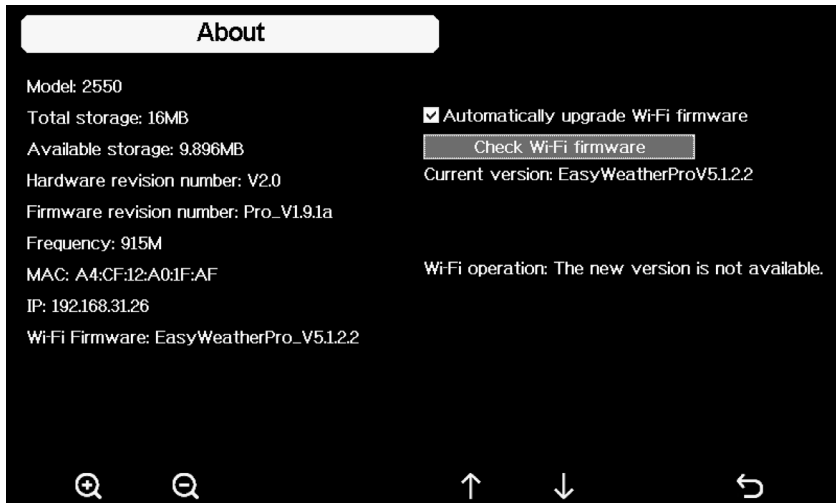 About
Model: 2550
Total storage: 16MB
Available storage: 9.896MB
Hardware revision number: V2.0
Firmware revision number: Pro_V1.9.1a
Frequency: 915M
MAC: A4:CF:12:A0:1F:AF
IP: 192.168.31.26
Wi-Fi Firmware: EasyWeatherPro_V5.1.2.2
Automatically upgrade Wi-Fi firmware
Check Wi-Fi firmware
Current version: EasyWeatherProV5.1.2.2
Wi-Fi operation: The new version is not available.